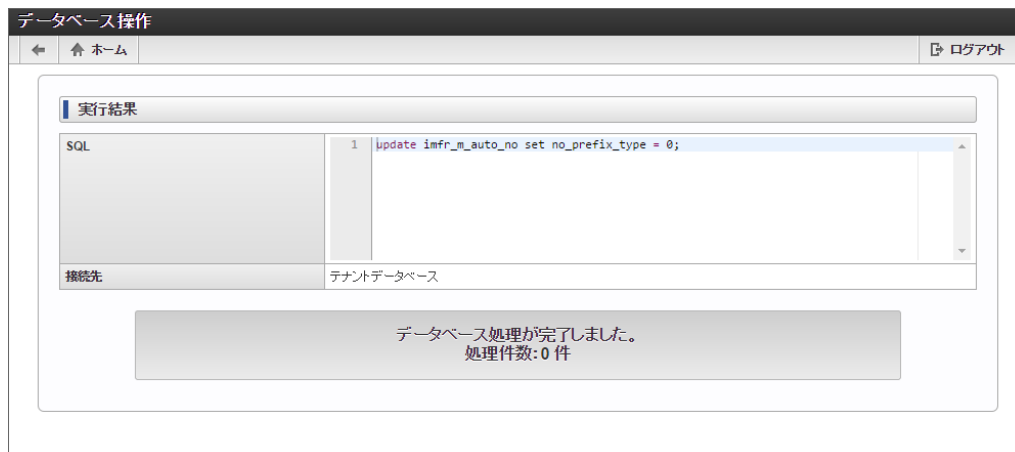 データベース操作
ホーム
ログアウト
実行結果
SQL
1 update imfr_m_auto_no set no_prefix_type = 0;
接続先
テナントデータベース
データベース処理が完了しました。
処理件数:0 件